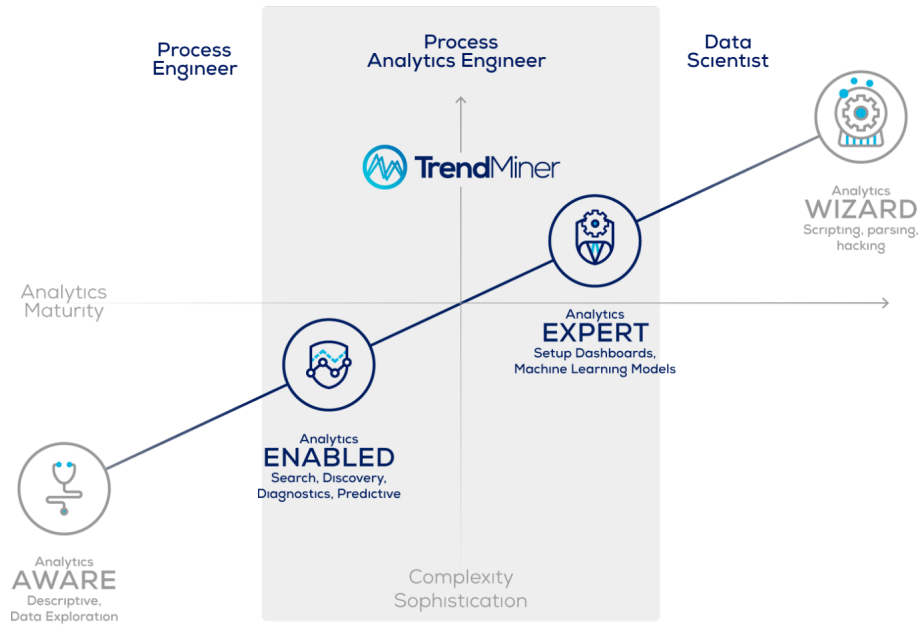 Process
Engineer
Process
Analytics Engineer
Data
Scientist
TrendMiner
Analytics
WIZARD
Scripting, parsing,
hacking
Analytics
Maturity
Analytics
EXPERT
Setup Dashboards,
Machine Learning Models
Analytics
ENABLED
Search, Discovery,
Diagnostics, Predictive
Analytics
AWARE
Descriptive,
Data Exploration
Complexity
Sophistication